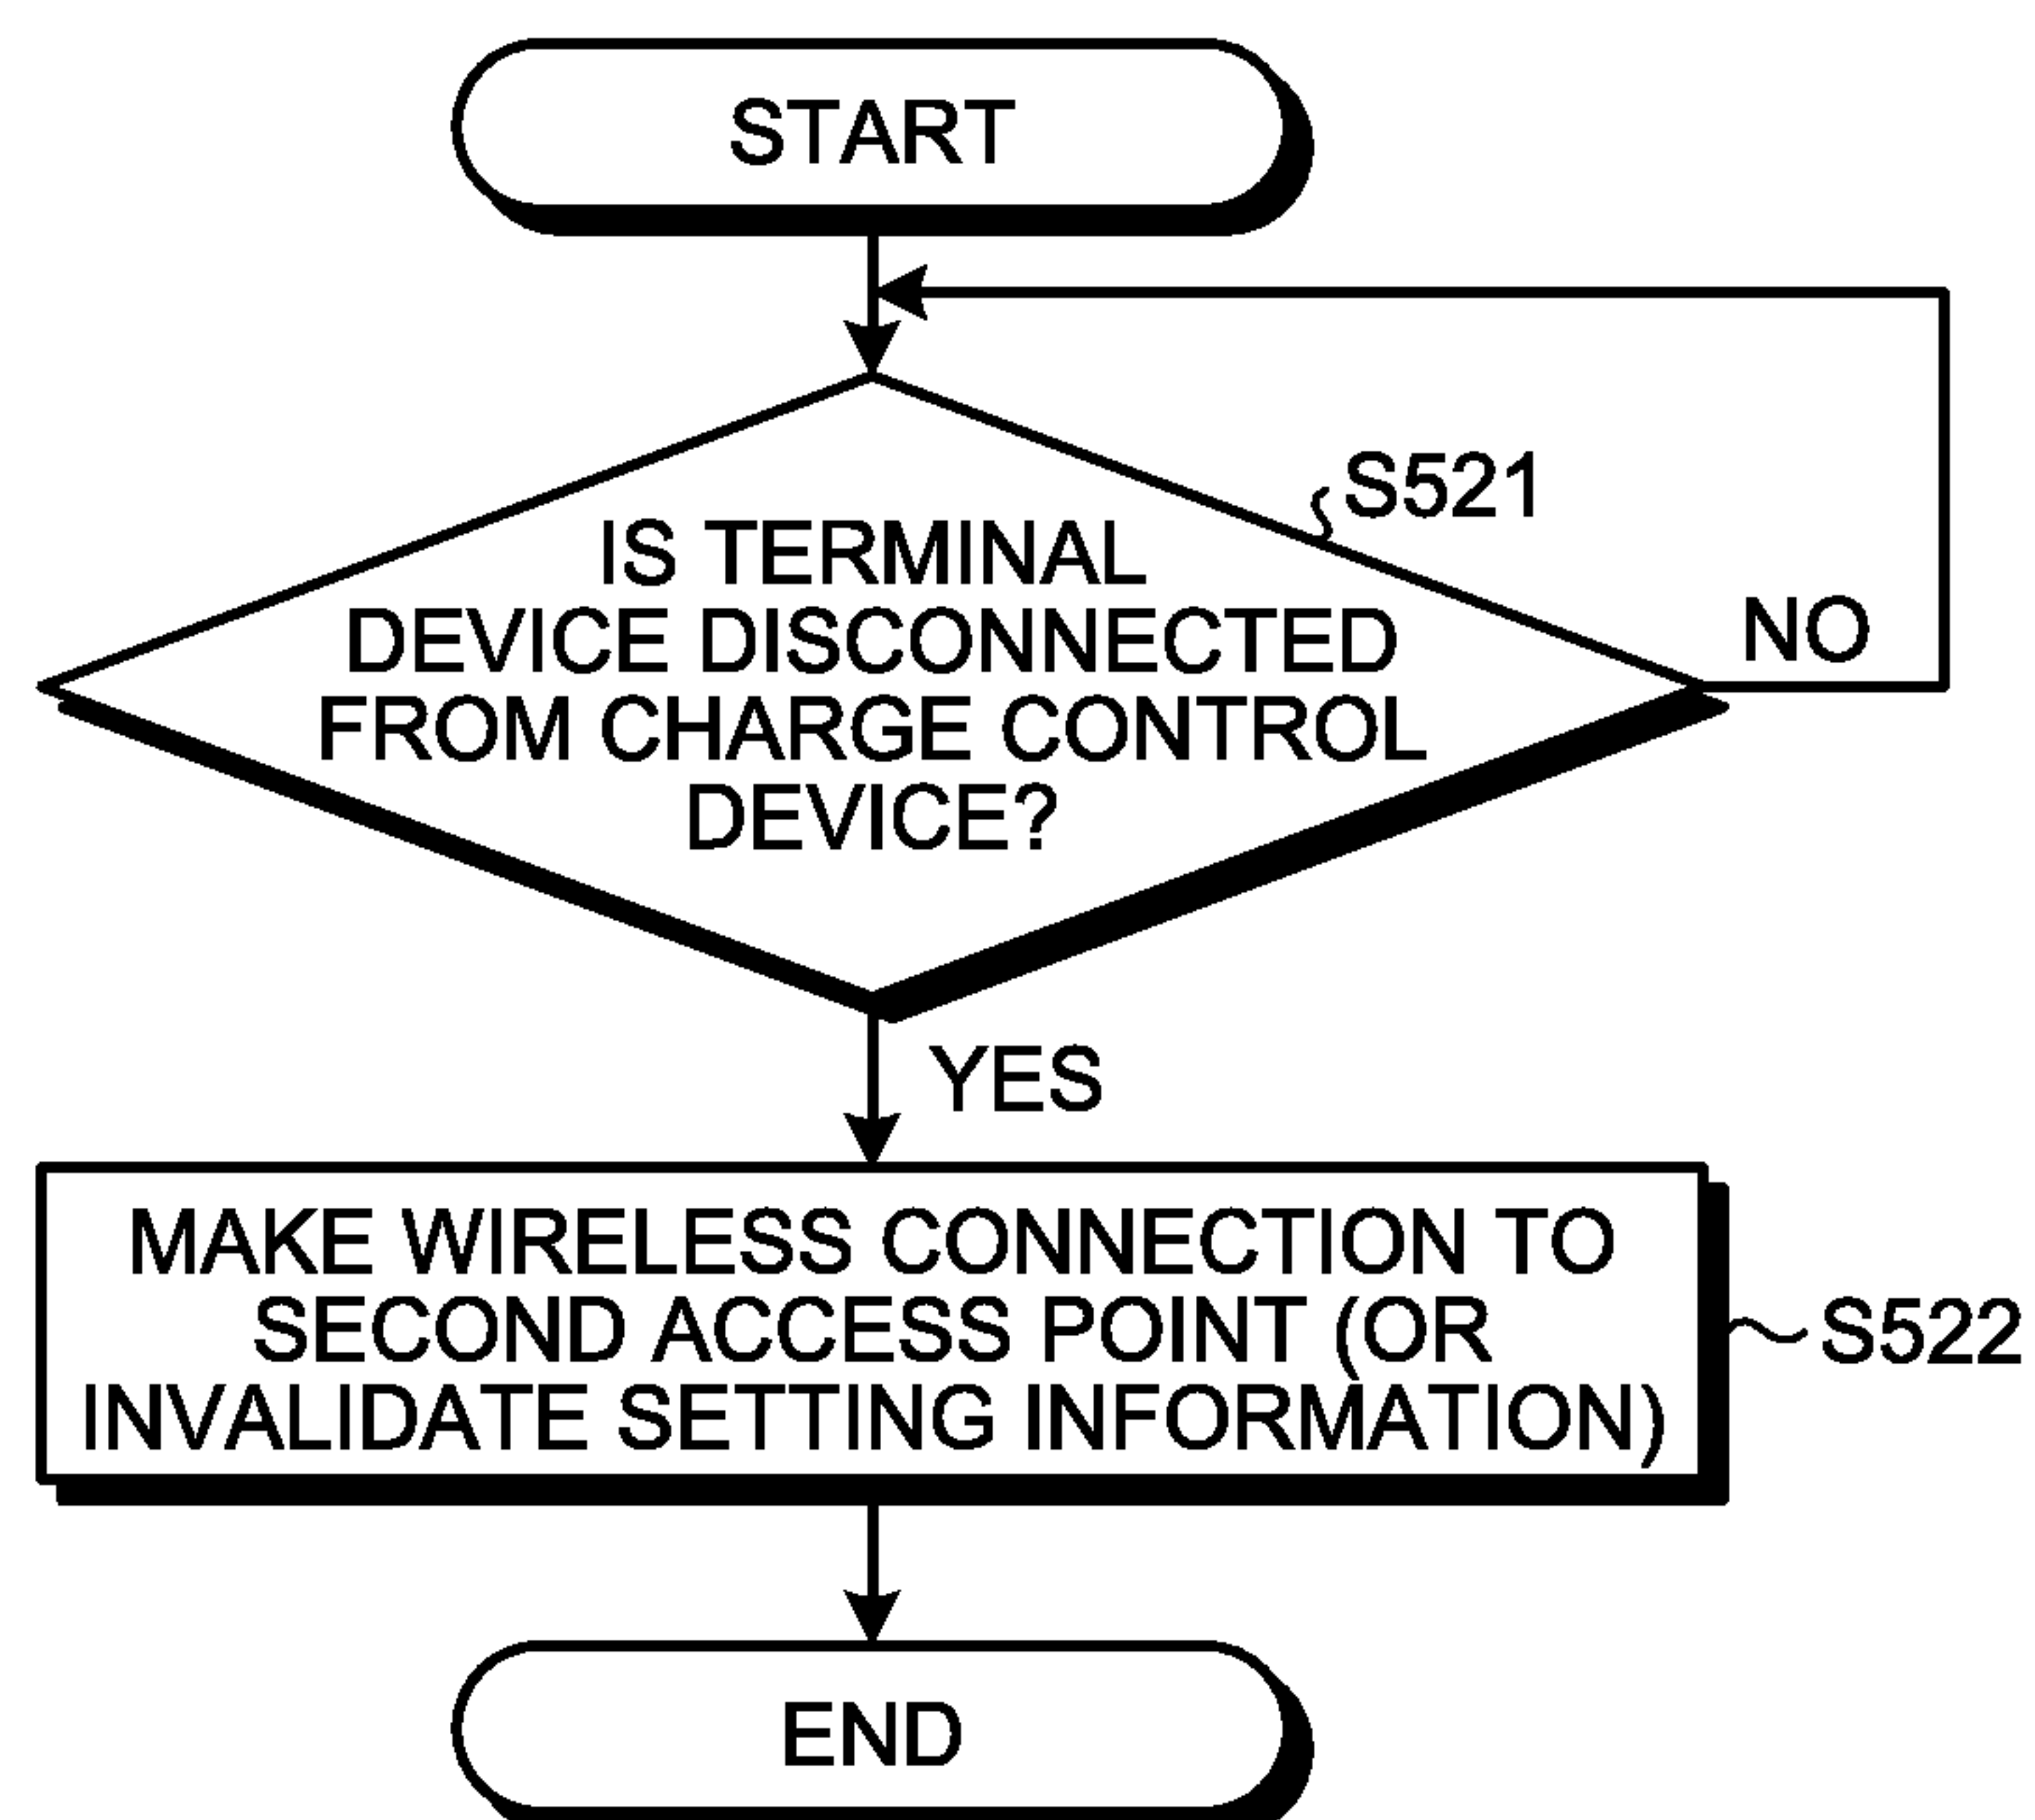 START
S521
IS TERMINAL
DEVICE DISCONNECTED
FROM CHARGE CONTROL
DEVICE?
NO
YES
MAKE WIRELESS CONNECTION TO
SECOND ACCESS POINT (OR
INVALIDATE SETTING INFORMATION)
S522
END